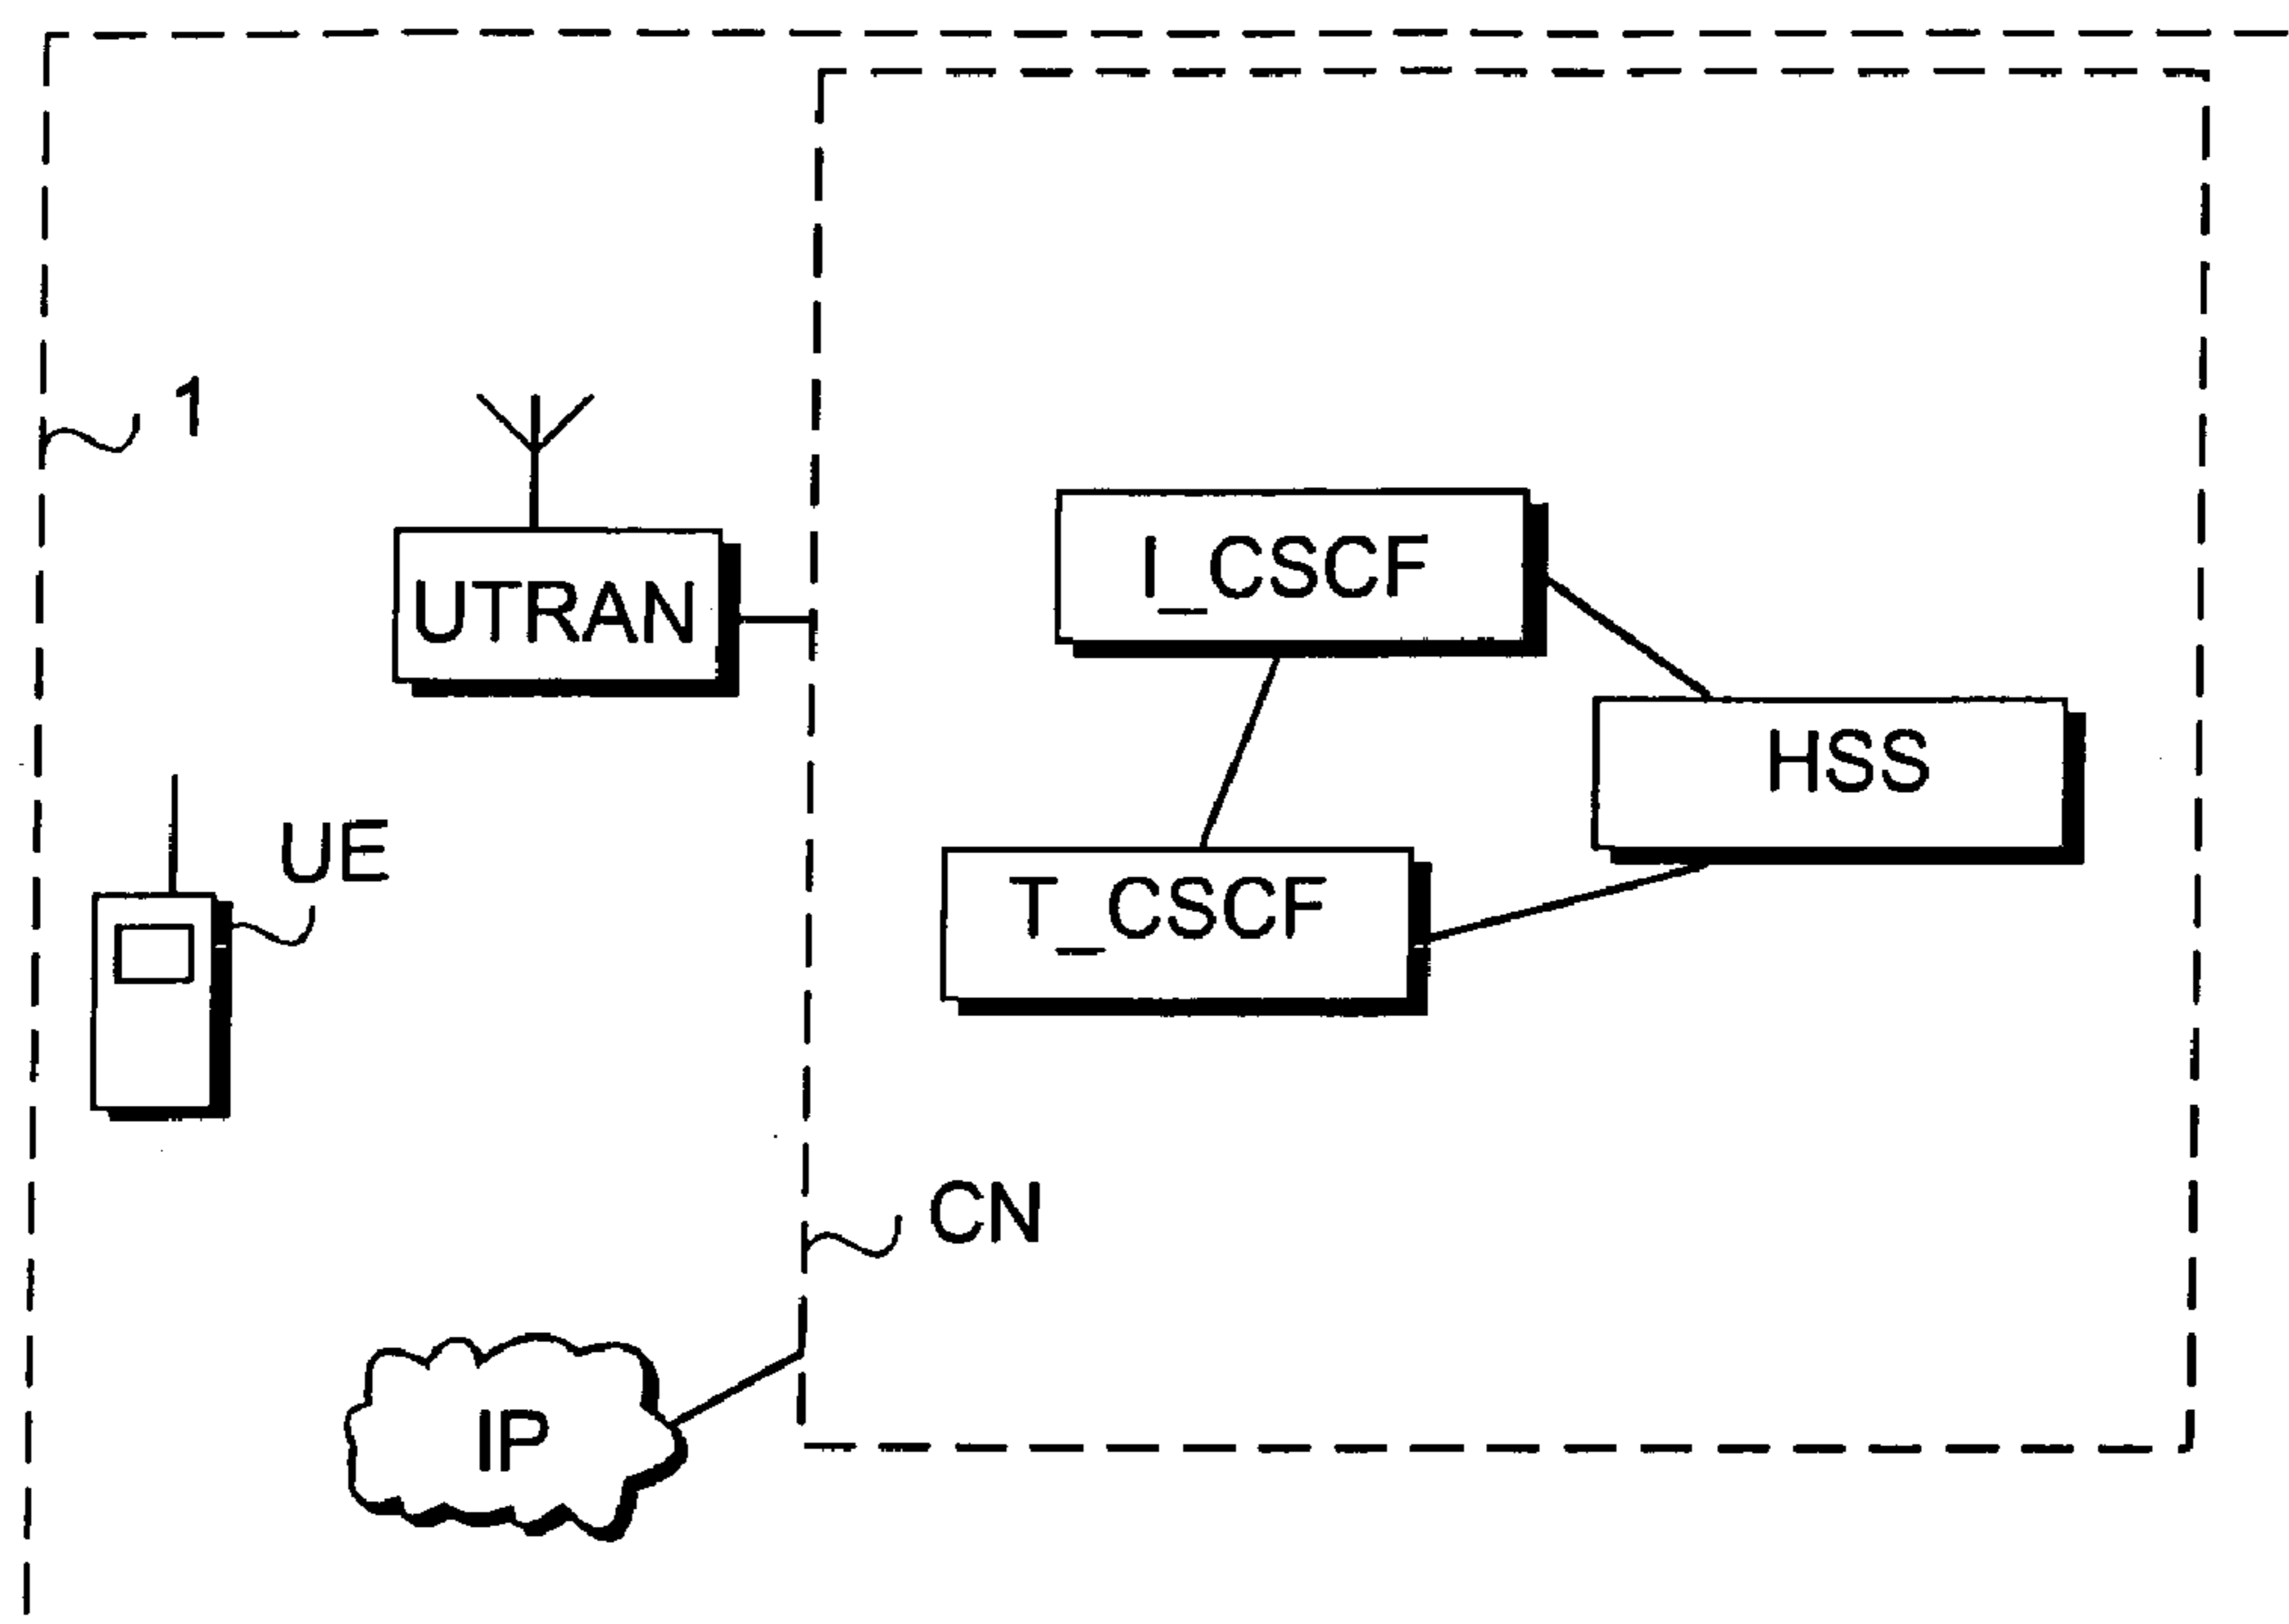 1
I_CSCF
UTRAN
HSS
UE
T_CSCF
CN
IP